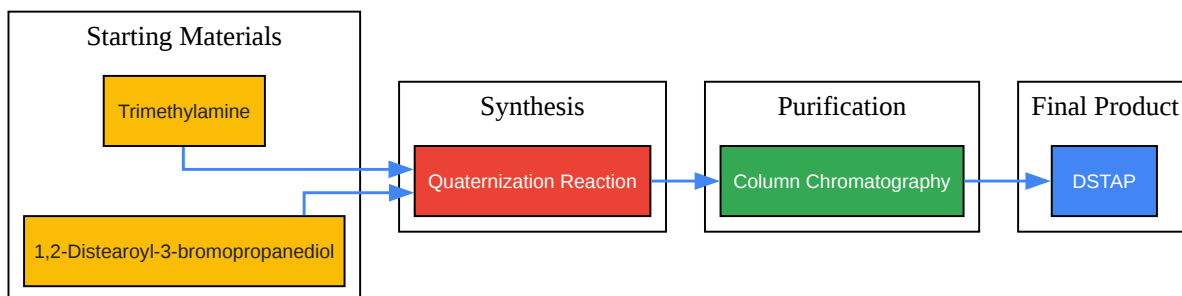 Starting Materials
Trimethylamine
1,2-Distearoyl-3-bromopropanediol
Synthesis
Quaternization Reaction
Purification
Column Chromatography
Final Product
DSTAP